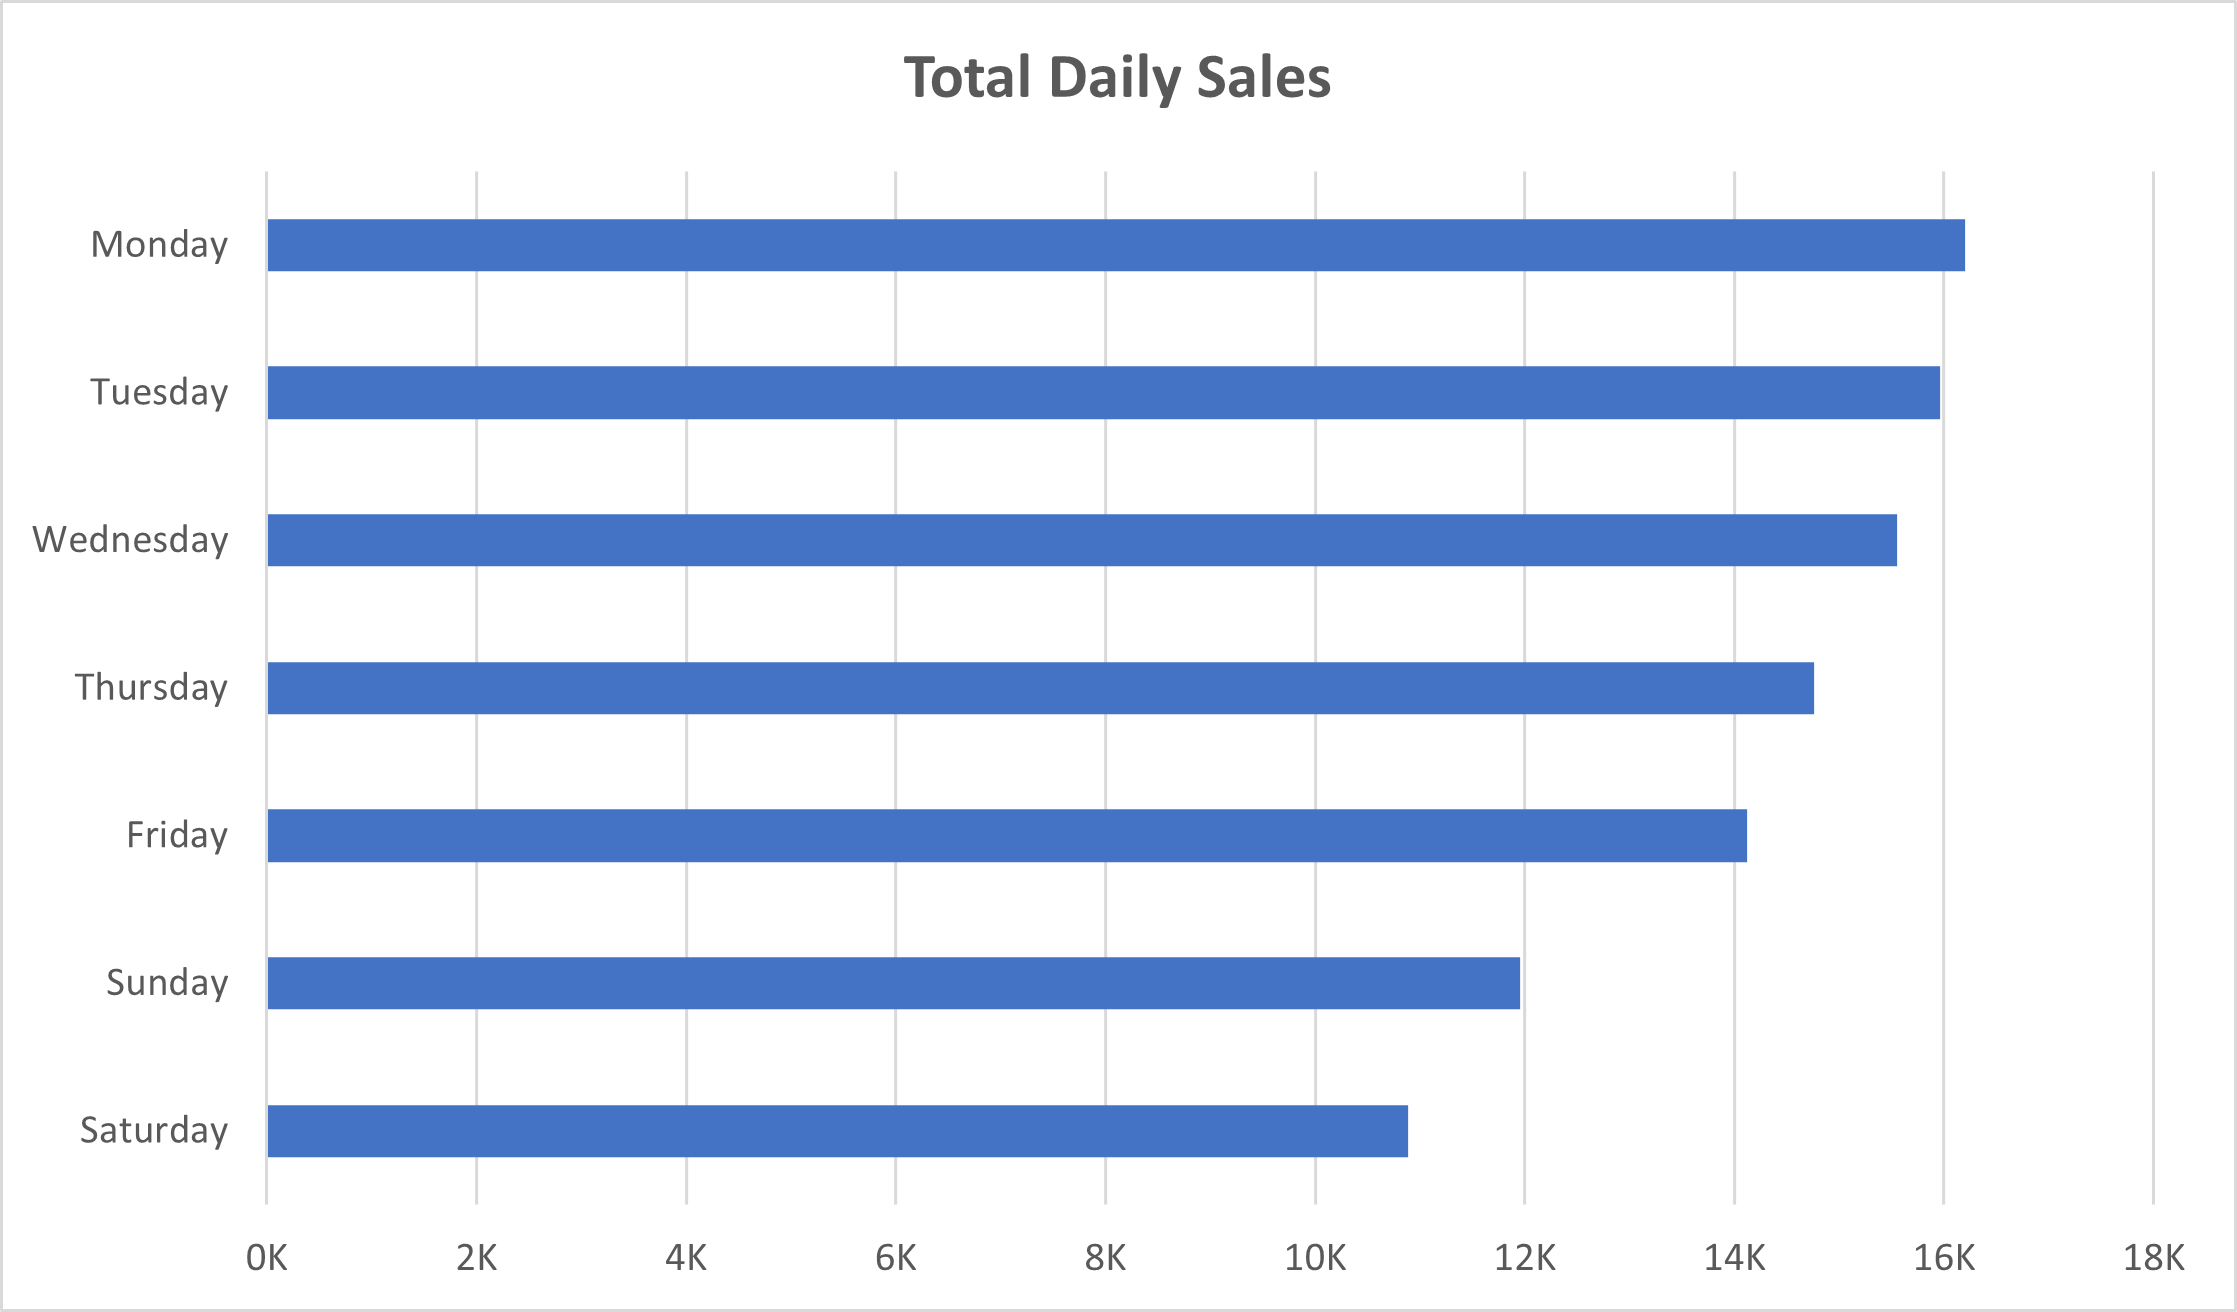 Total Daily Sales
Monday
Tuesday
Wednesday
Thursday
Friday
Sunday
Saturday
0K 2K 4K 6K 8K 10K 12K 14K 16K 18K